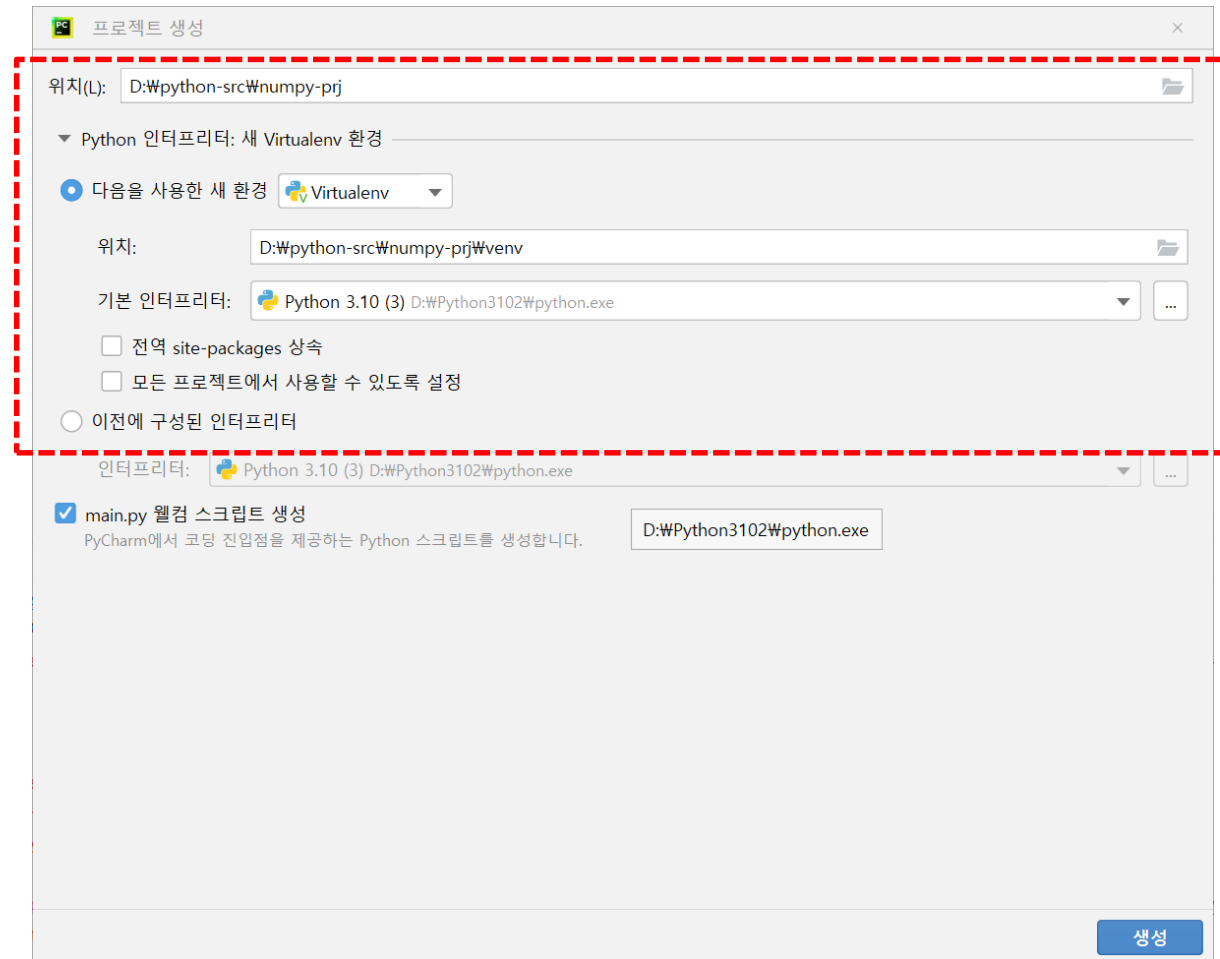 PC 프로젝트 생성
위치(L): D:₩python-src₩numpy-prj
Python 인터프리터: 새 Virtualenv 환경
다음을 사용한 새 환경 Virtualenv
위치: D:₩python-src₩numpy-prj₩venv
기본 인터프리터: Python 3.10 (3) D:₩Python3102₩python.exe ...
전역 site-packages 상속
모든 프로젝트에서 사용할 수 있도록 설정
이전에 구성된 인터프리터
인터프리터: Python 3.10 (3) D:₩Python3102₩python.exe ...
main.py 웰컴 스크립트 생성
PyCharm에서 코딩 진입점을 제공하는 Python 스크립트를 생성합니다.
D:₩Python3102₩python.exe
생성